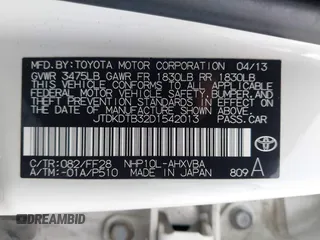 MFD.BY:TOYOTA MOTOR CORPORATION 04/13
GVWR 3475LB GAWR FR 1830LB RR 1830LB
THIS VEHICLE CONFORMS TO ALL APPLICABLE
FEDERAL MOTOR VEHICLE SAFETY, BUMPER, AND
THEFT PREVENTION STANDARDS IN EFFECT ON
THE DATE OF MANUFACTURE SHOWN ABOVE.
JTDKDTB32D1542013 PASS.CAR
C/TR:082/FF28 NHP10L-AHXVBA
A/TM:-01A/P510 MADE IN JAPAN 809 A
TOYOTA